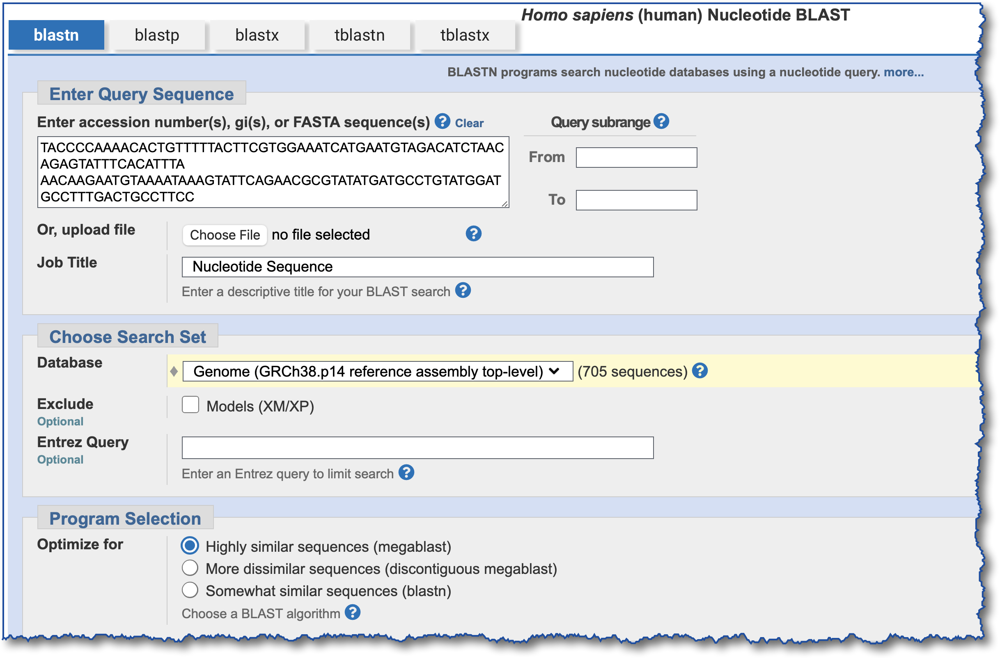 Homo sapiens (human) Nucleotide BLAST
blastn blastp blastx tblastn tblastx
BLASTN programs search nucleotide databases using a nucleotide query. more...
Enter Query Sequence
Enter accession number(s), gi(s), or FASTA sequence(s) ? Clear
Query subrange ?
TACCCCAAAACACTGTTTTTACTTCGTGGAAATCATGAATGTAGACATCTAAC
AGAGTATTTCACATTTA
AACAAGAATGTAAAATAAAGTATTCAGAACGCGTATATGATGCCTGTATGGAT
GCCTTTGACTGCCTTCC
From
To
Or, upload file Choose File no file selected ?
Job Title Nucleotide Sequence
Enter a descriptive title for your BLAST search ?
Choose Search Set
Database Genome (GRCh38.p14 reference assembly top-level) (705 sequences) ?
Exclude Models (XM/XP)
Optional
Entrez Query
Optional
Enter an Entrez query to limit search ?
Program Selection
Optimize for Highly similar sequences (megablast)
More dissimilar sequences (discontiguous megablast)
Somewhat similar sequences (blastn)
Choose a BLAST algorithm ?